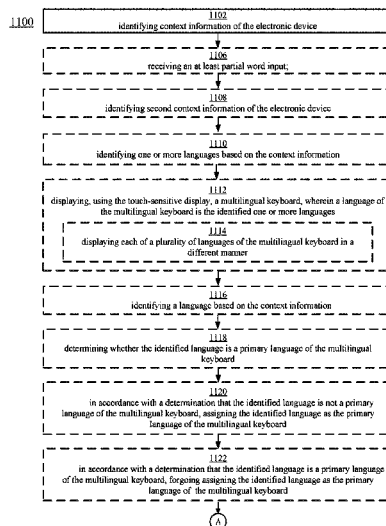 1100
1102
identifying context information of the electronic device
1106
receiving an at least partial word input;
1108
identifying second context information of the electronic device
1110
identifying one or more languages based on the context information
1112
displaying, using the touch-sensitive display, a multilingual keyboard, wherein a language of
the multilingual keyboard is the identified one or more languages
1114
displaying each of a plurality of languages of the multilingual keyboard in a
different manner
1116
identifying a language based on the context information
1118
determining whether the identified language is a primary language of the multilingual
keyboard
1120
in accordance with a determination that the identified language is not a primary
language of the multilingual keyboard, assigning the identified language as the primary
language of the multilingual keyboard
1122
in accordance with a determination that the identified language is a primary language
of the multilingual keyboard, forgoing assigning the identified language as the primary
language of the multilingual keyboard
A